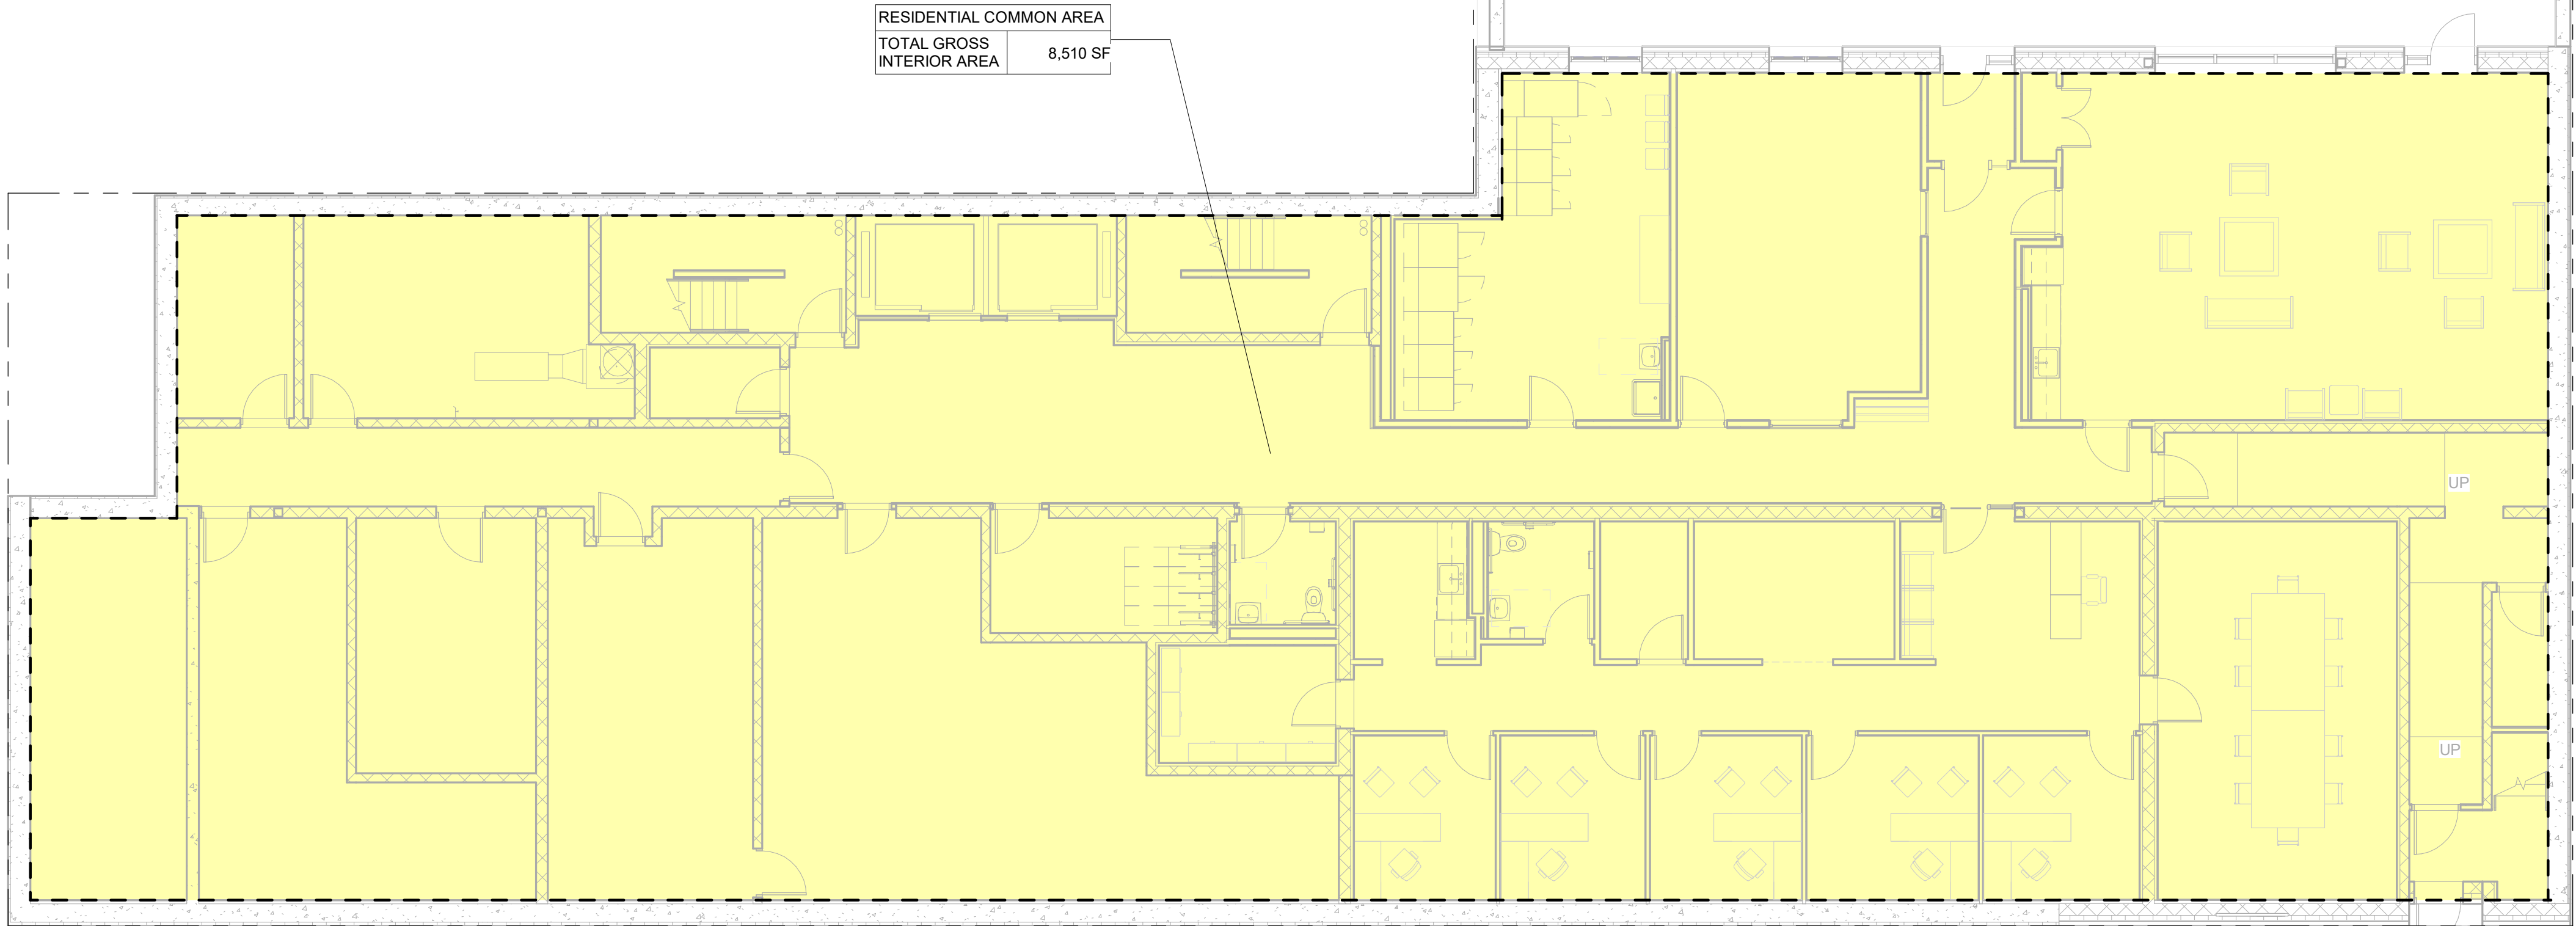 RESIDENTIAL COMMON AREA
TOTAL GROSS
INTERIOR AREA
8,510 SF
UP
UP